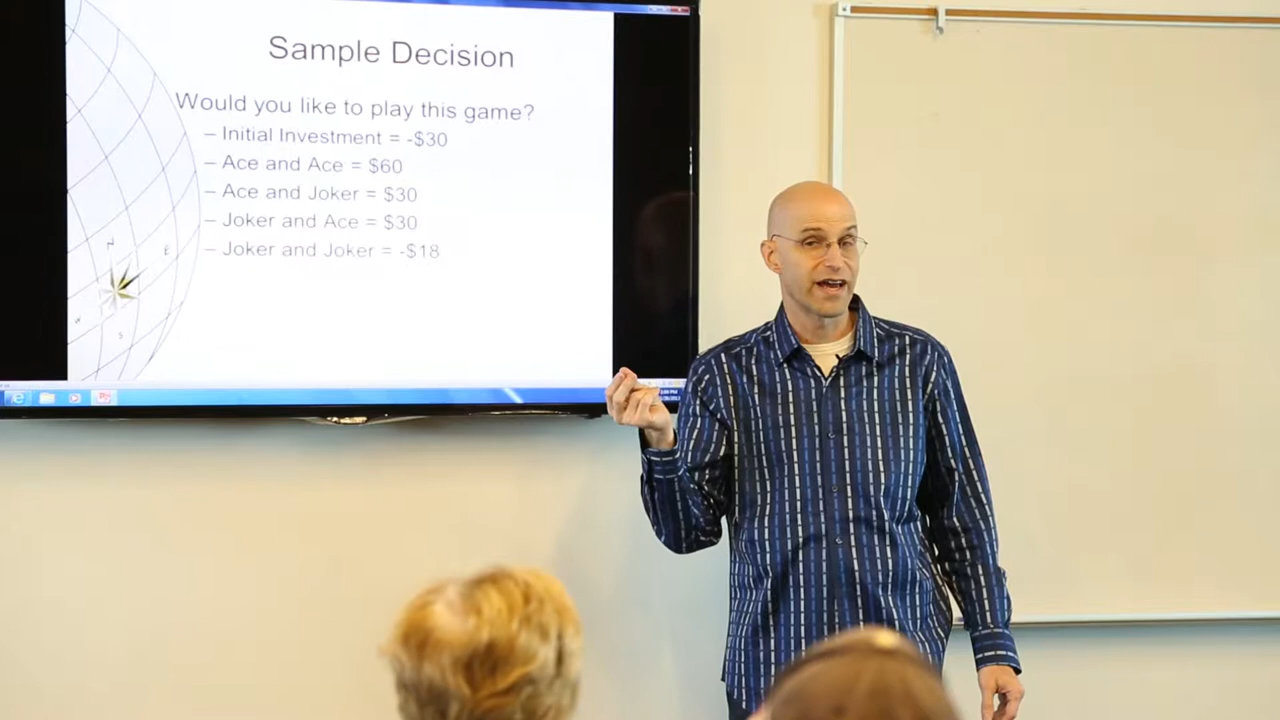 Sample Decision
Would you like to play this game?
– Initial Investment = -$30
– Ace and Ace = $60
– Ace and Joker = $30
– Joker and Ace = $30
– Joker and Joker = -$18
N
E
W
S